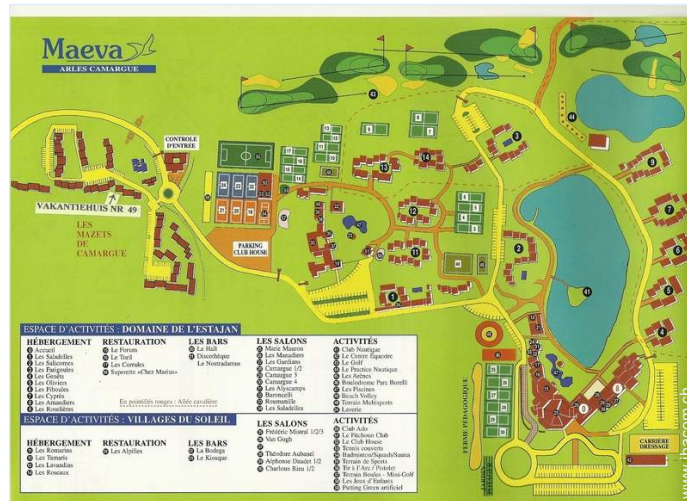 Maeva
ARLES CAMARGUE
CONTROLE
D'ENTRÉE
VAKANTIEHUIS NR 49
LES
MAZETS
DE
CAMARGUE
PARKING
CLUB HOUSE
FERME PEDAGOGIQUE
CARRIÈRE
DRESSAGE
ESPACE D'ACTIVITÉS : DOMAINE DE L'ESTAJAN
HÉBERGEMENT
Accueil
Les Saladelles
Les Salicornes
Les Farigoules
Les Genêts
Les Oliviers
Les Piboules
Les Cyprès
Les Amandiers
Les Roselières
RESTAURATION
Le Forum
Le Toril
Les Cornales
Superette «Chez Marius»
En pointillés rouges : Allée cavalière
LES BARS
Le Hall
Discothèque
Le Nostradamus
LES SALONS
Marie Mauron
Les Manadiers
Les Gardians
Camargue 1/2
Camargue 3
Camargue 4
Les Alyscamps
Baroncelli
Roumanille
Les Saladelles
ACTIVITÉS
Club Nautique
Le Centre Équestre
Le Golf
Le Practice Nautique
Les Arènes
Boulodrome Parc Borelli
Les Piscines
Beach Volley
Terrain Multisports
Laverie
ESPACE D'ACTIVITÉS : VILLAGES DU SOLEIL
HÉBERGEMENT
Les Romarins
Les Tamaris
Les Lavandins
Les Roseaux
RESTAURATION
Les Alpilles
LES BARS
La Bodega
Le Kiosque
LES SALONS
Frédéric Mistral 1/2/3
Van Gogh
Théodore Aubanel
Alphonse Daudet 1/2
Charloun Rieu 1/2
ACTIVITÉS
Club Ado
Le Pitchoun Club
Le Club House
Tennis couverts
Badminton/Squash/Sauna
Terrain de Sports
Tir à l'Arc / Pistolet
Terrain Boules - Mini-Golf
Les Jeux d'Enfants
Putting Green artificiel
www.ihacom.ch